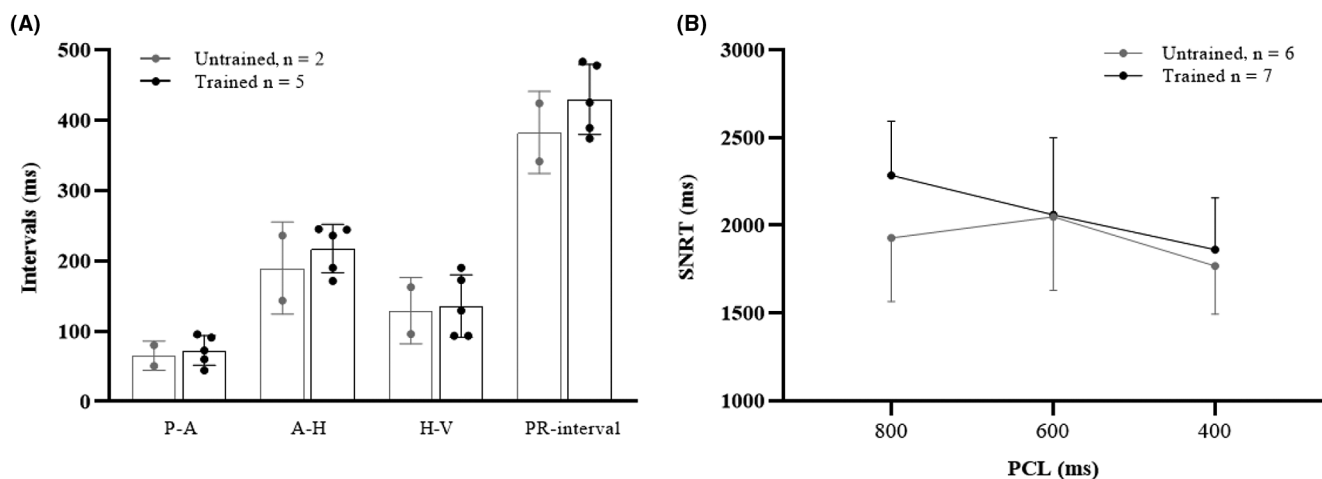 (A)
Untrained, n = 2
Trained n = 5
Intervals (ms)
500
400
300
200
100
0
P-A
A-H
H-V
PR-interval
(B)
Untrained, n = 6
Trained n = 7
SNRT (ms)
3000
2500
2000
1500
1000
800
600
400
PCL (ms)